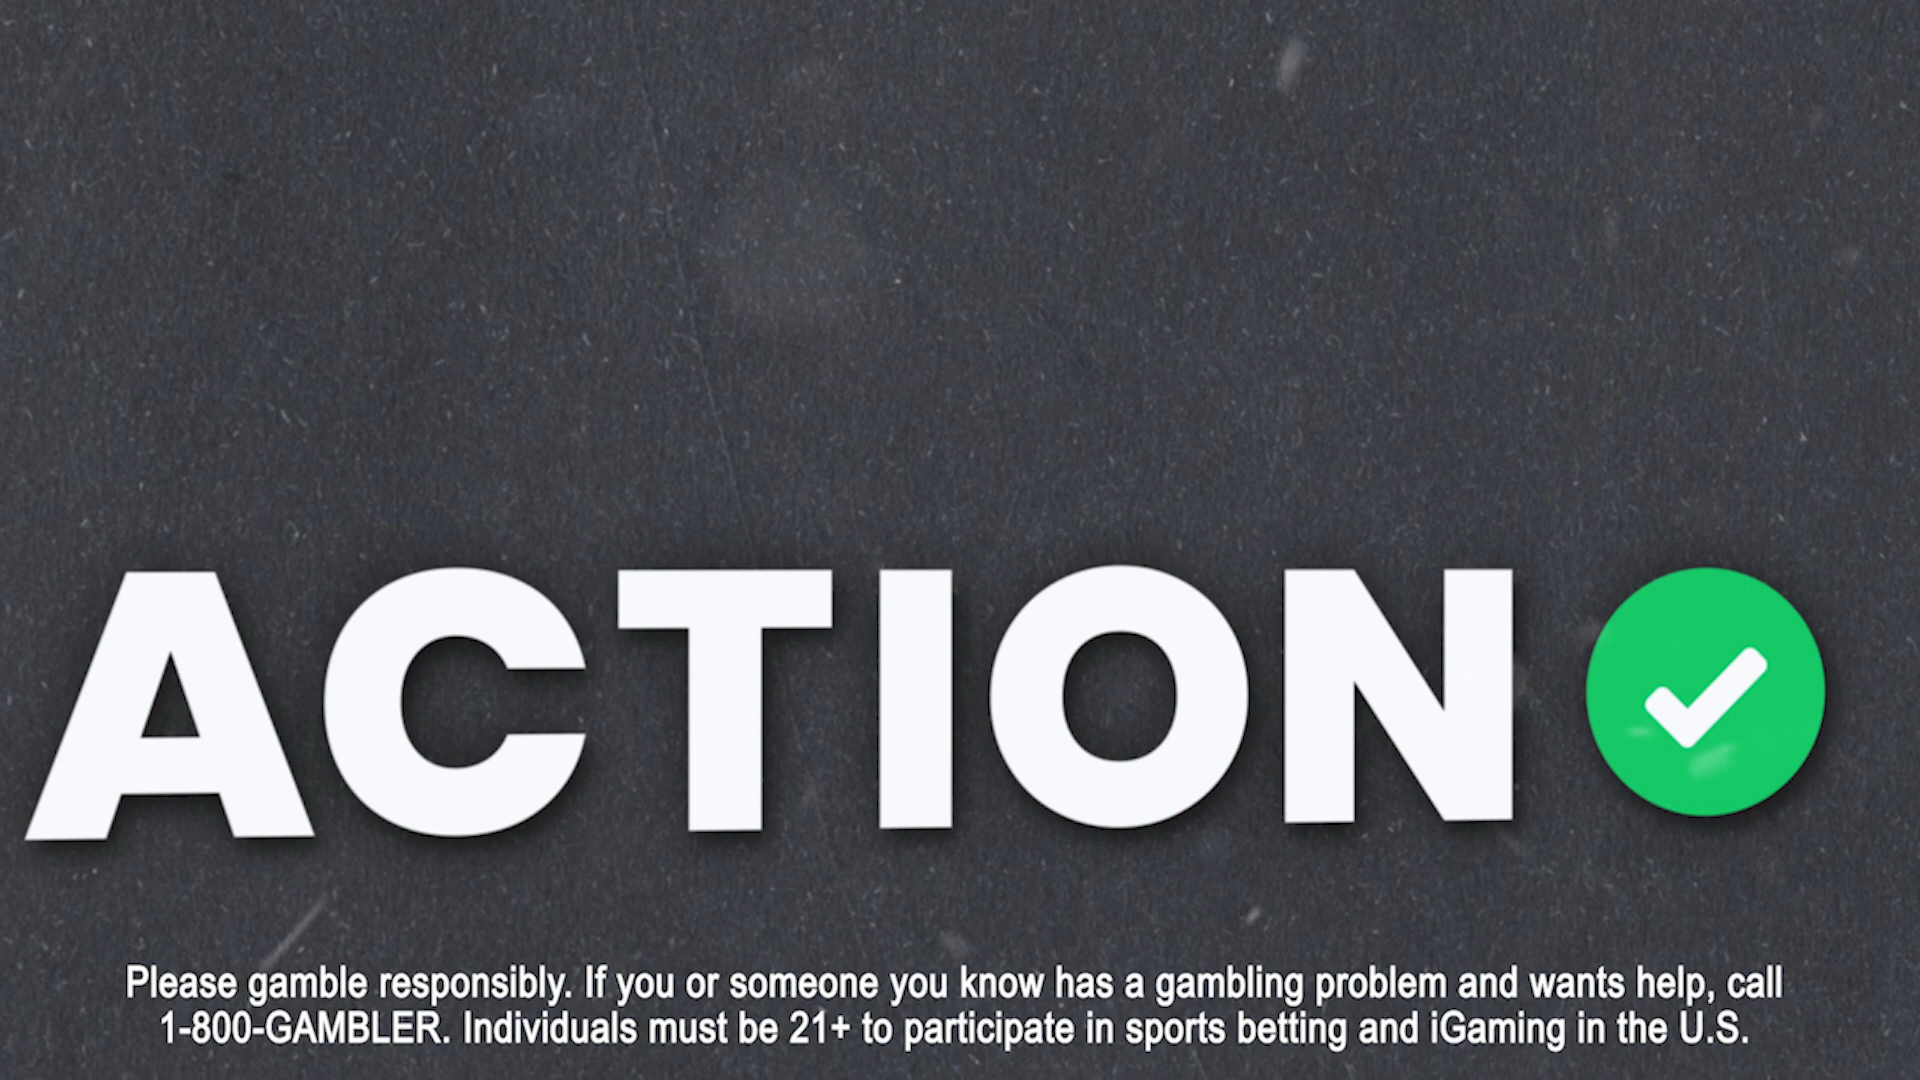 ACTION
Please gamble responsibly. If you or someone you know has a gambling problem and wants help, call
1-800-GAMBLER. Individuals must be 21+ to participate in sports betting and iGaming in the U.S.